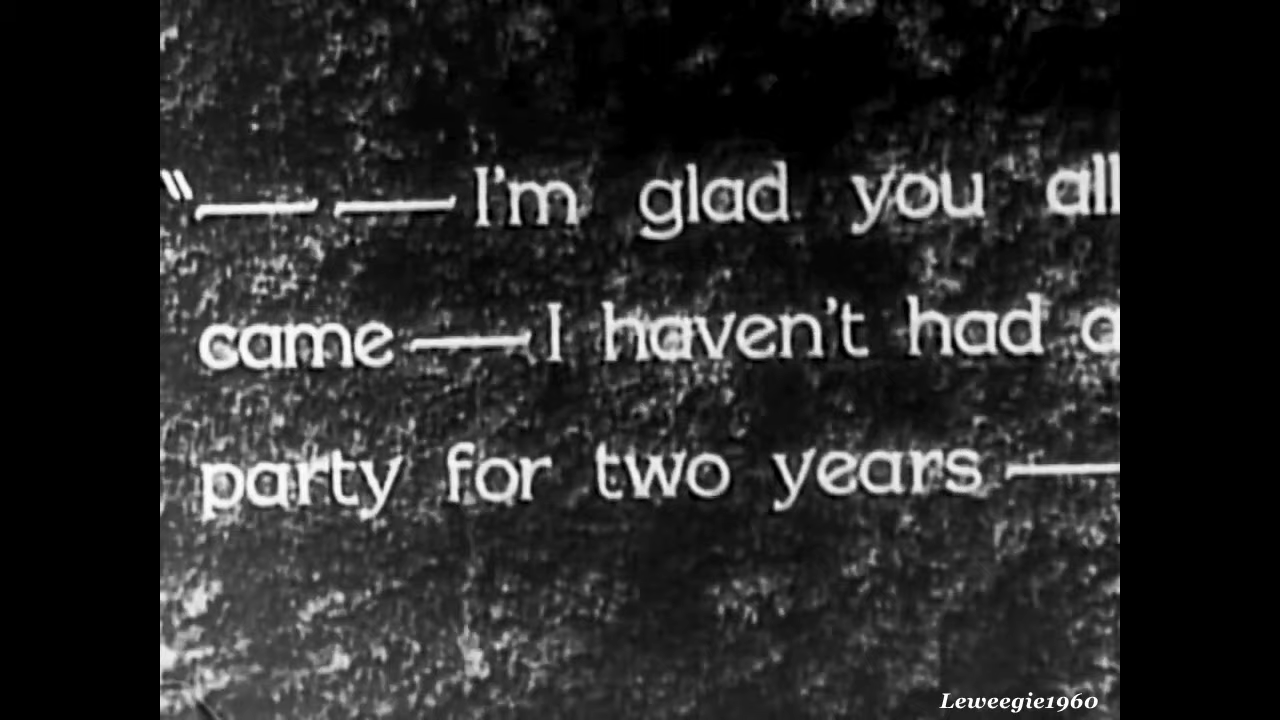 "— — I'm glad you all
came — I haven't had a
party for two years —
Leweegie1960